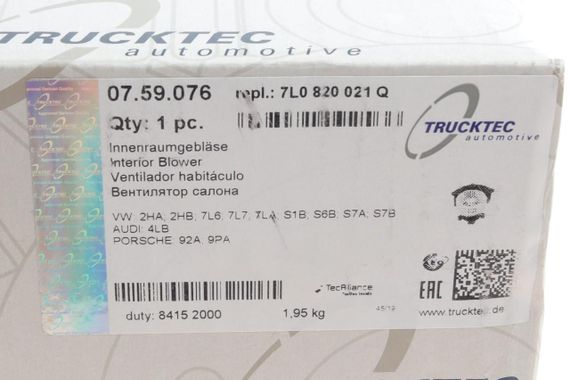 TRUCKTEC
automotive
07.59.076 repl.: 7L0 820 021 Q
Qty: 1 pc.
TRUCKTEC
automotive
Innenraumgebläse
Interior Blower
Ventilador habitáculo
Вентилятор салона
VW: 2HA; 2HB; 7L6; 7L7; 7LA; S1B; S6B; S7A; S7B
AUDI: 4LB
PORSCHE: 92A; 9PA
TecAlliance
EAC
duty: 8415 2000 1,95 kg 45/19 www.trucktec.de
TRUCKTEC